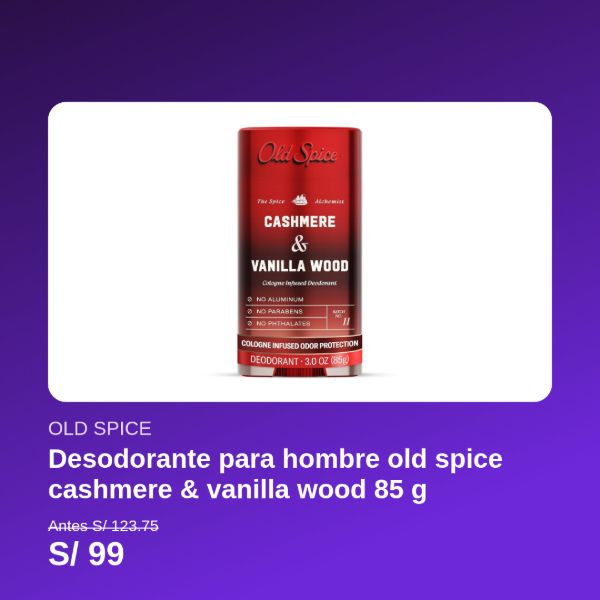 Old Spice
The Spice Alchemist
CASHMERE
&
VANILLA WOOD
Cologne Infused Deodorant
NO ALUMINUM
NO PARABENS
NO PHTHALATES
BATCH
NO. 11
COLOGNE INFUSED ODOR PROTECTION
DEODORANT · 3.0 OZ (85g)
OLD SPICE
Desodorante para hombre old spice
cashmere & vanilla wood 85 g
Antes S/ 123.75
S/ 99